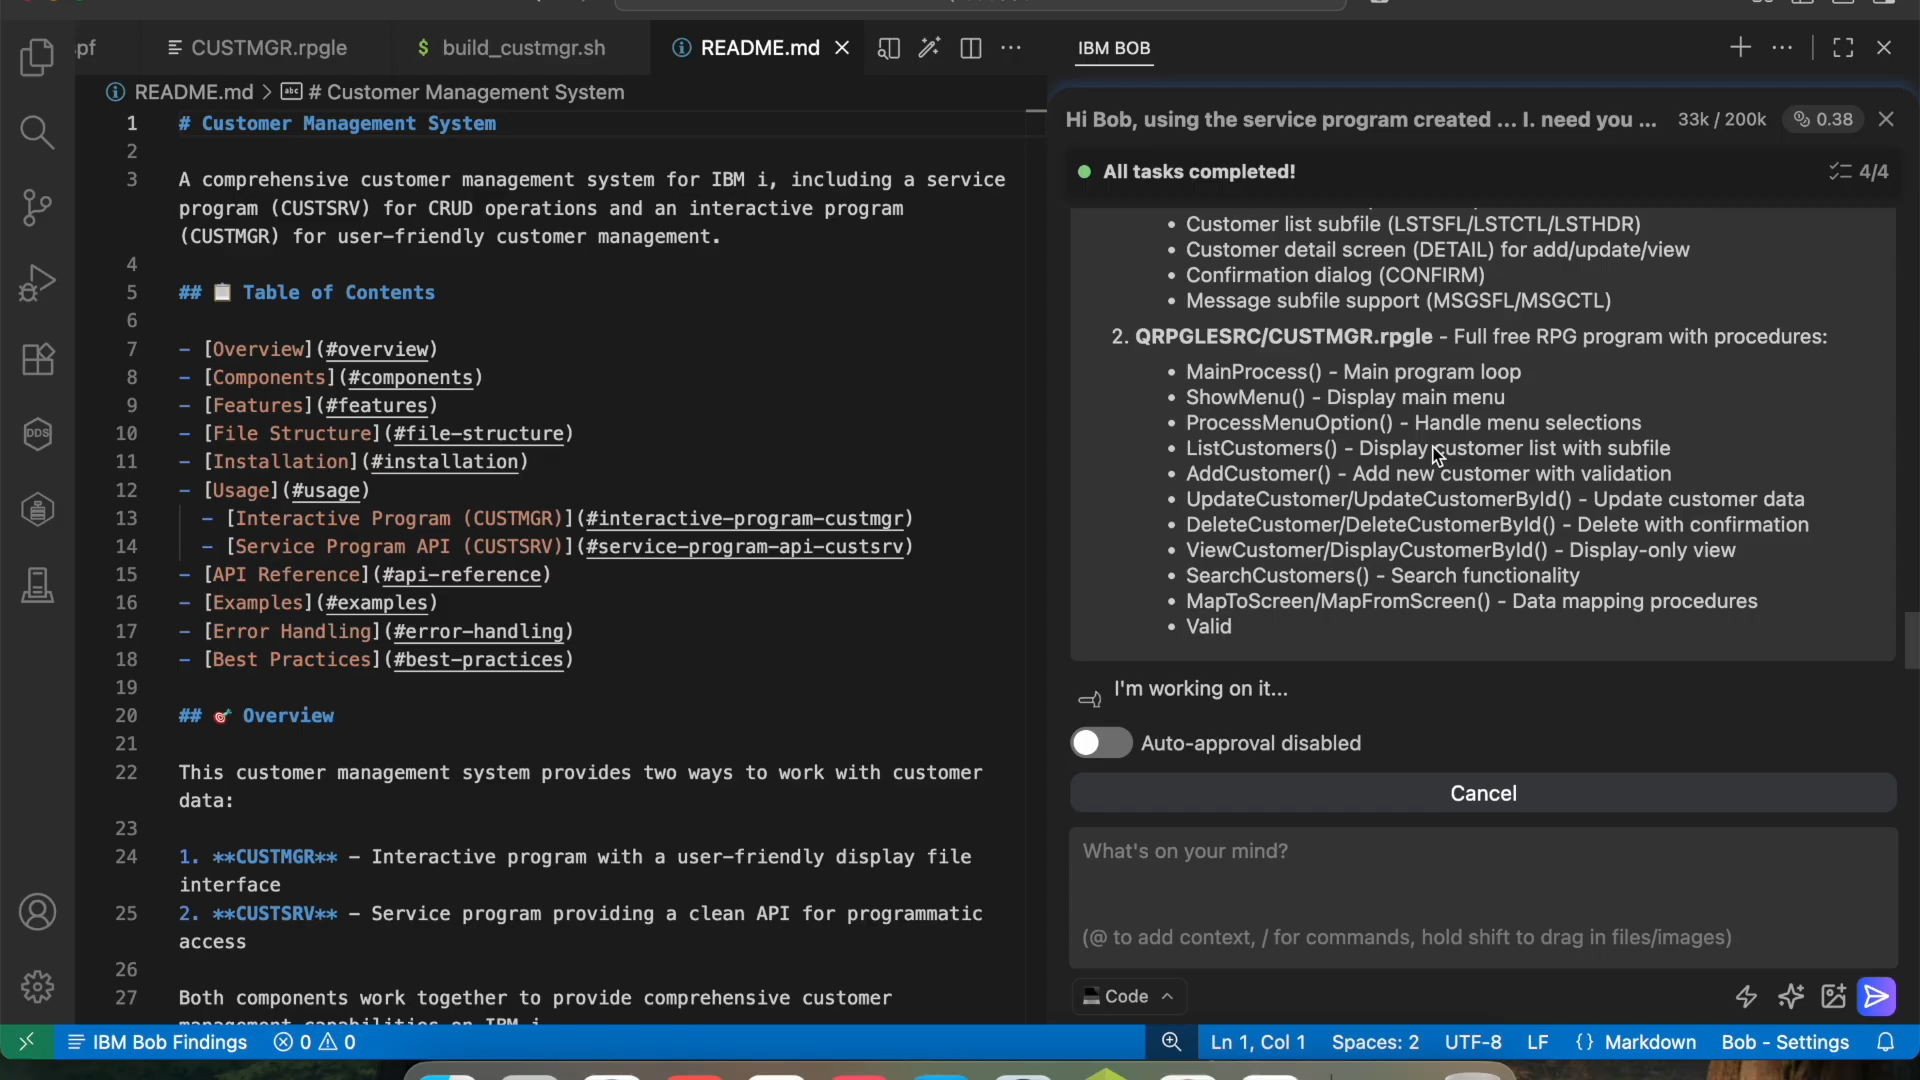 pf
CUSTMGR.rpgle
$ build_custmgr.sh
README.md
README.md > # Customer Management System
1 # Customer Management System
2
3 A comprehensive customer management system for IBM i, including a service
program (CUSTSRV) for CRUD operations and an interactive program
(CUSTMGR) for user-friendly customer management.
4
5 ## 📋 Table of Contents
6
7 - [Overview](#overview)
8 - [Components](#components)
9 - [Features](#features)
10 - [File Structure](#file-structure)
11 - [Installation](#installation)
12 - [Usage](#usage)
13 - [Interactive Program (CUSTMGR)](#interactive-program-custmgr)
14 - [Service Program API (CUSTSRV)](#service-program-api-custsrv)
15 - [API Reference](#api-reference)
16 - [Examples](#examples)
17 - [Error Handling](#error-handling)
18 - [Best Practices](#best-practices)
19
20 ## 🎯 Overview
21
22 This customer management system provides two ways to work with customer
data:
23
24 1. **CUSTMGR** - Interactive program with a user-friendly display file
interface
25 2. **CUSTSRV** - Service program providing a clean API for programmatic
access
26
27 Both components work together to provide comprehensive customer
management capabilities on IBM i.
IBM BOB
Hi Bob, using the service program created ... I. need you ... 33k / 200k 0.38
All tasks completed! 4/4
• Customer list subfile (LSTSFL/LSTCTL/LSTHDR)
• Customer detail screen (DETAIL) for add/update/view
• Confirmation dialog (CONFIRM)
• Message subfile support (MSGSFL/MSGCTL)
2. QRPGLESRC/CUSTMGR.rpgle - Full free RPG program with procedures:
• MainProcess() - Main program loop
• ShowMenu() - Display main menu
• ProcessMenuOption() - Handle menu selections
• ListCustomers() - Display customer list with subfile
• AddCustomer() - Add new customer with validation
• UpdateCustomer/UpdateCustomerById() - Update customer data
• DeleteCustomer/DeleteCustomerById() - Delete with confirmation
• ViewCustomer/DisplayCustomerById() - Display-only view
• SearchCustomers() - Search functionality
• MapToScreen/MapFromScreen() - Data mapping procedures
• Valid
I'm working on it...
Auto-approval disabled
Cancel
What's on your mind?
(@ to add context, / for commands, hold shift to drag in files/images)
Code
DDS
IBM Bob Findings 0 0 Ln 1, Col 1 Spaces: 2 UTF-8 LF {} Markdown Bob - Settings